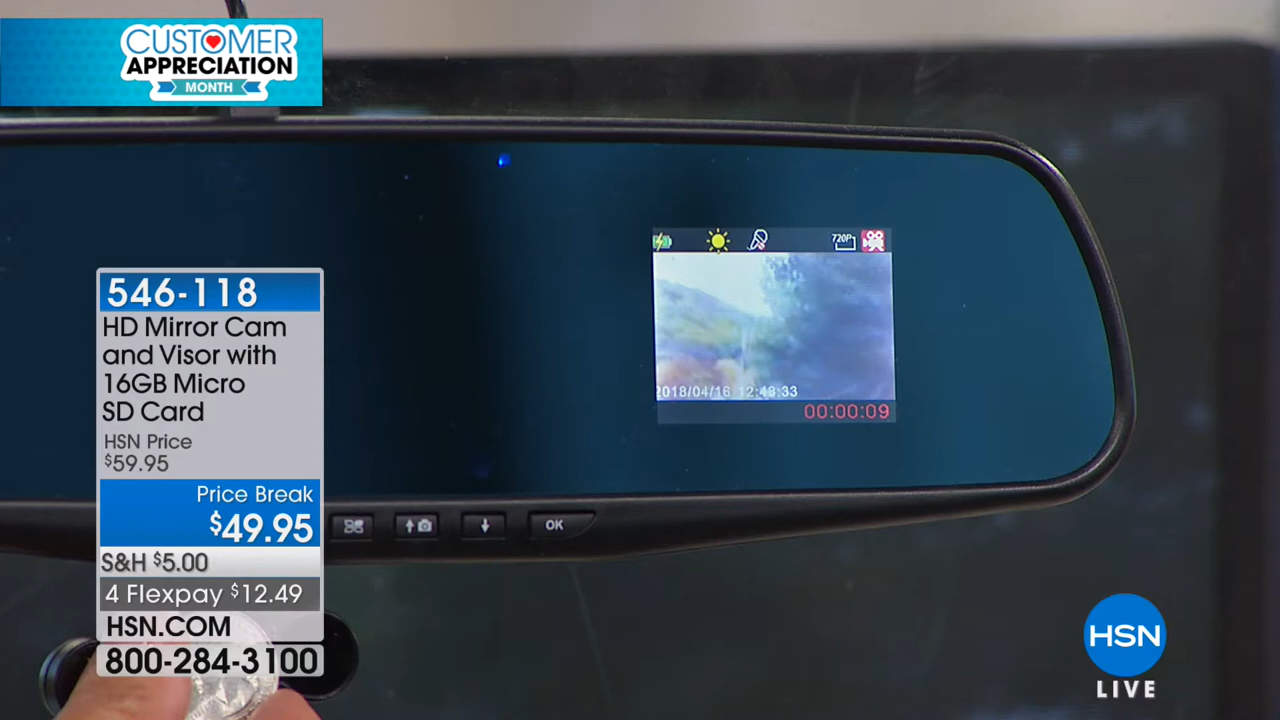 CUSTOMER
APPRECIATION
MONTH
546-118
HD Mirror Cam
and Visor with
16GB Micro
SD Card
HSN Price
$59.95
Price Break
$49.95
S&H $5.00
4 Flexpay $12.49
HSN.COM
800-284-3100
720P
2018/04/16 12:48:33
00:00:09
OK
HSN
LIVE